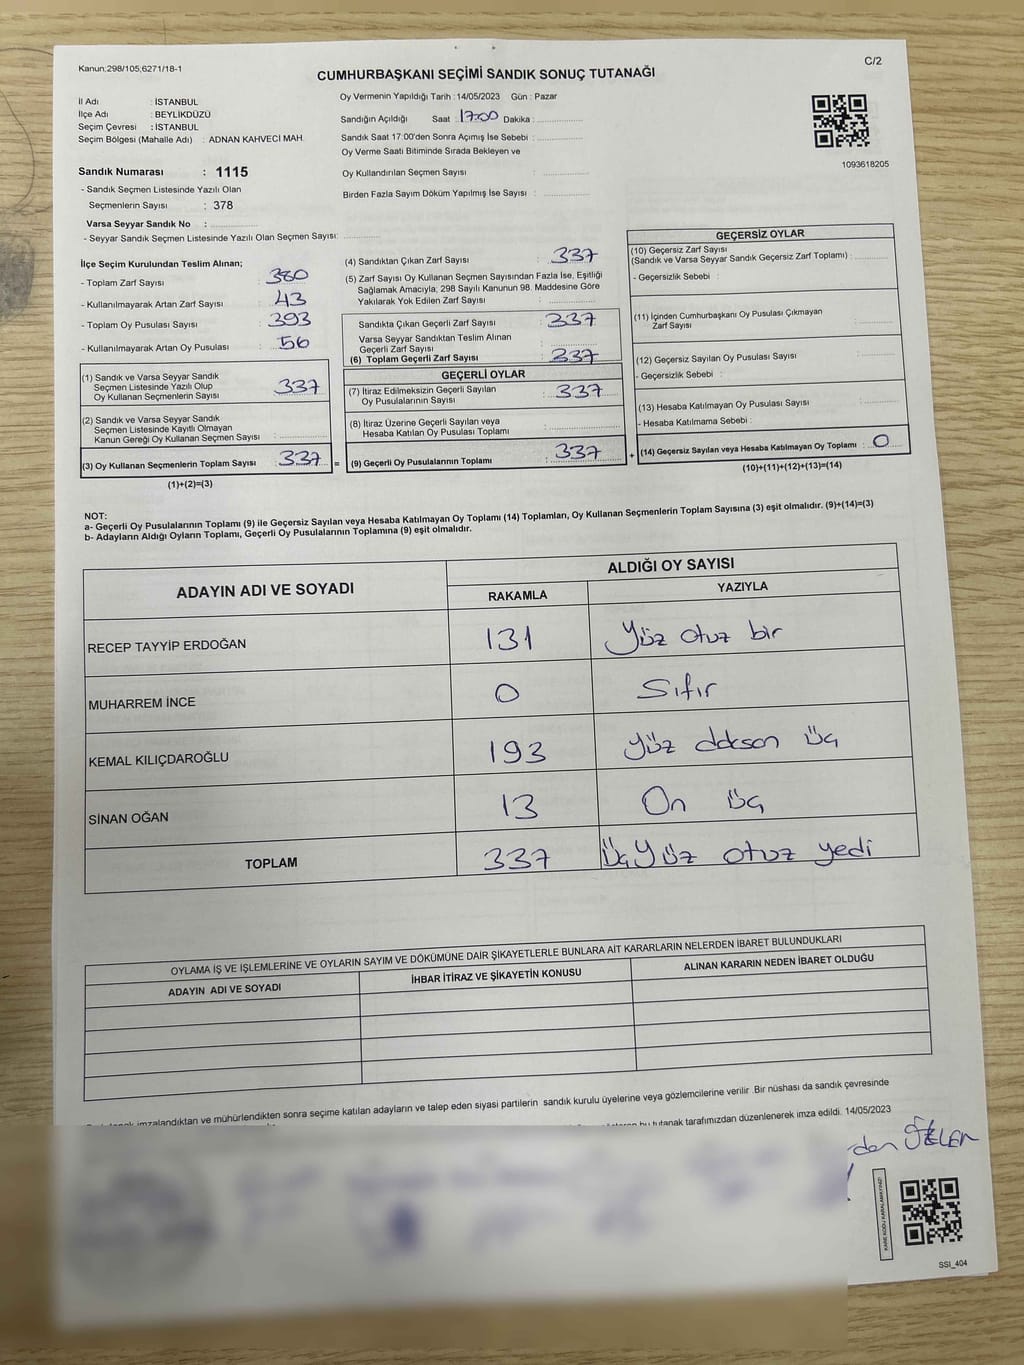 Kanun:298/105;6271/18-1
C/2
CUMHURBAŞKANI SEÇİMİ SANDIK SONUÇ TUTANAĞI
İl Adı : İSTANBUL
İlçe Adı : BEYLİKDÜZÜ
Seçim Çevresi : İSTANBUL
Seçim Bölgesi (Mahalle Adı) : ADNAN KAHVECİ MAH.
Oy Vermenin Yapıldığı Tarih :14/05/2023 Gün : Pazar
Sandığın Açıldığı Saat : 17:00 Dakika :
Sandık Saat 17:00'den Sonra Açımış İse Sebebi :
Oy Verme Saati Bitiminde Sırada Bekleyen ve
Oy Kullandırılan Seçmen Sayısı :
Birden Fazla Sayım Döküm Yapılmış İse Sayısı :
1093618205
Sandık Numarası : 1115
- Sandık Seçmen Listesinde Yazılı Olan
Seçmenlerin Sayısı : 378
Varsa Seyyar Sandık No :
- Seyyar Sandık Seçmen Listesinde Yazılı Olan Seçmen Sayısı:
İlçe Seçim Kurulundan Teslim Alınan;
- Toplam Zarf Sayısı : 380
- Kullanılmayarak Artan Zarf Sayısı : 43
- Toplam Oy Pusulası Sayısı : 393
- Kullanılmayarak Artan Oy Pusulası : 56
(1) Sandık ve Varsa Seyyar Sandık
Seçmen Listesinde Yazılı Olup
Oy Kullanan Seçmenlerin Sayısı : 337
(2) Sandık ve Varsa Seyyar Sandık
Seçmen Listesinde Kayıtlı Olmayan
Kanun Gereği Oy Kullanan Seçmen Sayısı :
(3) Oy Kullanan Seçmenlerin Toplam Sayısı : 337 =
(1)+(2)=(3)
(4) Sandıktan Çıkan Zarf Sayısı : 337
(5) Zarf Sayısı Oy Kullanan Seçmen Sayısından Fazla İse, Eşitliği
Sağlamak Amacıyla; 298 Sayılı Kanunun 98. Maddesine Göre
Yakılarak Yok Edilen Zarf Sayısı :
Sandıkta Çıkan Geçerli Zarf Sayısı : 337
Varsa Seyyar Sandıktan Teslim Alınan
Geçerli Zarf Sayısı :
(6) Toplam Geçerli Zarf Sayısı : 337
GEÇERLİ OYLAR
(7) İtiraz Edilmeksizin Geçerli Sayılan
Oy Pusulalarının Sayısı : 337
(8) İtiraz Üzerine Geçerli Sayılan veya
Hesaba Katılan Oy Pusulası Toplamı :
(9) Geçerli Oy Pusulalarının Toplamı : 337 +
GEÇERSİZ OYLAR
(10) Geçersiz Zarf Sayısı
(Sandık ve Varsa Seyyar Sandık Geçersiz Zarf Toplamı) :
- Geçersizlik Sebebi :
(11) İçinden Cumhurbaşkanı Oy Pusulası Çıkmayan
Zarf Sayısı :
(12) Geçersiz Sayılan Oy Pusulası Sayısı :
- Geçersizlik Sebebi :
(13) Hesaba Katılmayan Oy Pusulası Sayısı :
- Hesaba Katılmama Sebebi :
(14) Geçersiz Sayılan veya Hesaba Katılmayan Oy Toplamı : 0
(10)+(11)+(12)+(13)=(14)
NOT:
a- Geçerli Oy Pusulalarının Toplamı (9) ile Geçersiz Sayılan veya Hesaba Katılmayan Oy Toplamı (14) Toplamları, Oy Kullanan Seçmenlerin Toplam Sayısına (3) eşit olmalıdır. (9)+(14)=(3)
b- Adayların Aldığı Oyların Toplamı, Geçerli Oy Pusulalarının Toplamına (9) eşit olmalıdır.
ADAYIN ADI VE SOYADI
ALDIĞI OY SAYISI
RAKAMLA YAZIYLA
RECEP TAYYİP ERDOĞAN 131 Yüz otuz bir
MUHARREM İNCE 0 Sıfır
KEMAL KILIÇDAROĞLU 193 Yüz doksan üç
SİNAN OĞAN 13 On üç
TOPLAM 337 Üçyüz otuz yedi
OYLAMA İŞ VE İŞLEMLERİNE VE OYLARIN SAYIM VE DÖKÜMÜNE DAİR ŞİKAYETLERLE BUNLARA AİT KARARLARIN NELERDEN İBARET BULUNDUKLARI
ADAYIN ADI VE SOYADI
İHBAR İTİRAZ VE ŞİKAYETİN KONUSU
ALINAN KARARIN NEDEN İBARET OLDUĞU
imzalandıktan ve mühürlendikten sonra seçime katılan adayların ve talep eden siyasi partilerin sandık kurulu üyelerine veya gözlemcilerine verilir .Bir nüshası da sandık çevresinde
bu tutanak tarafımızdan düzenlenerek imza edildi. 14/05/2023
KARE KODU KARALAMAYINIZ!
SSI_404